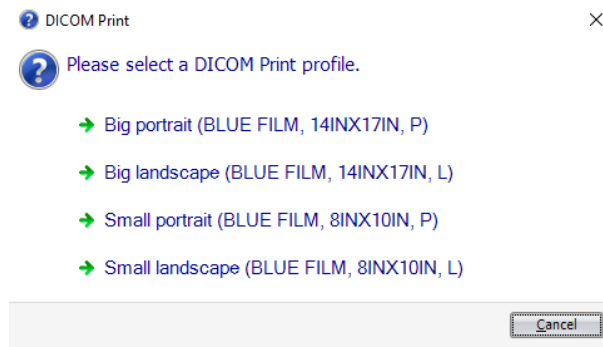 DICOM Print
Please select a DICOM Print profile.
Big portrait (BLUE FILM, 14INX17IN, P)
Big landscape (BLUE FILM, 14INX17IN, L)
Small portrait (BLUE FILM, 8INX10IN, P)
Small landscape (BLUE FILM, 8INX10IN, L)
Cancel